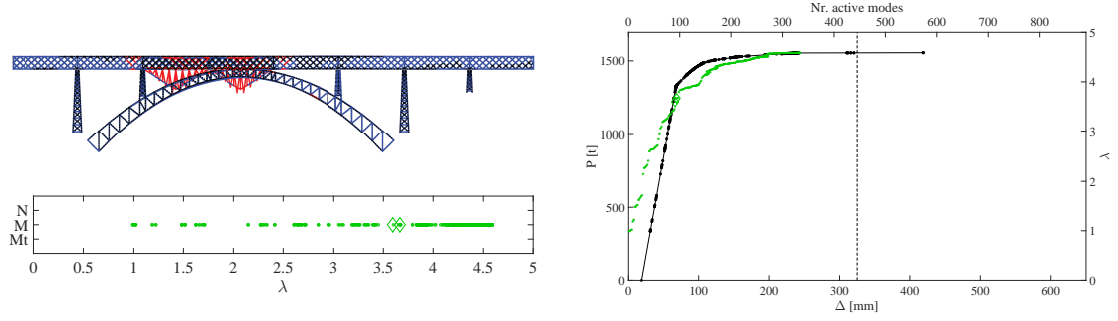 N
M
Mt
0 0.5 1 1.5 2 2.5 3 3.5 4 4.5 5
λ
Nr. active modes
0 100 200 300 400 500 600 700 800
1500
1000
500
0
P [t]
5
4
3
2
1
0
λ
0 100 200 300 400 500 600
Δ [mm]